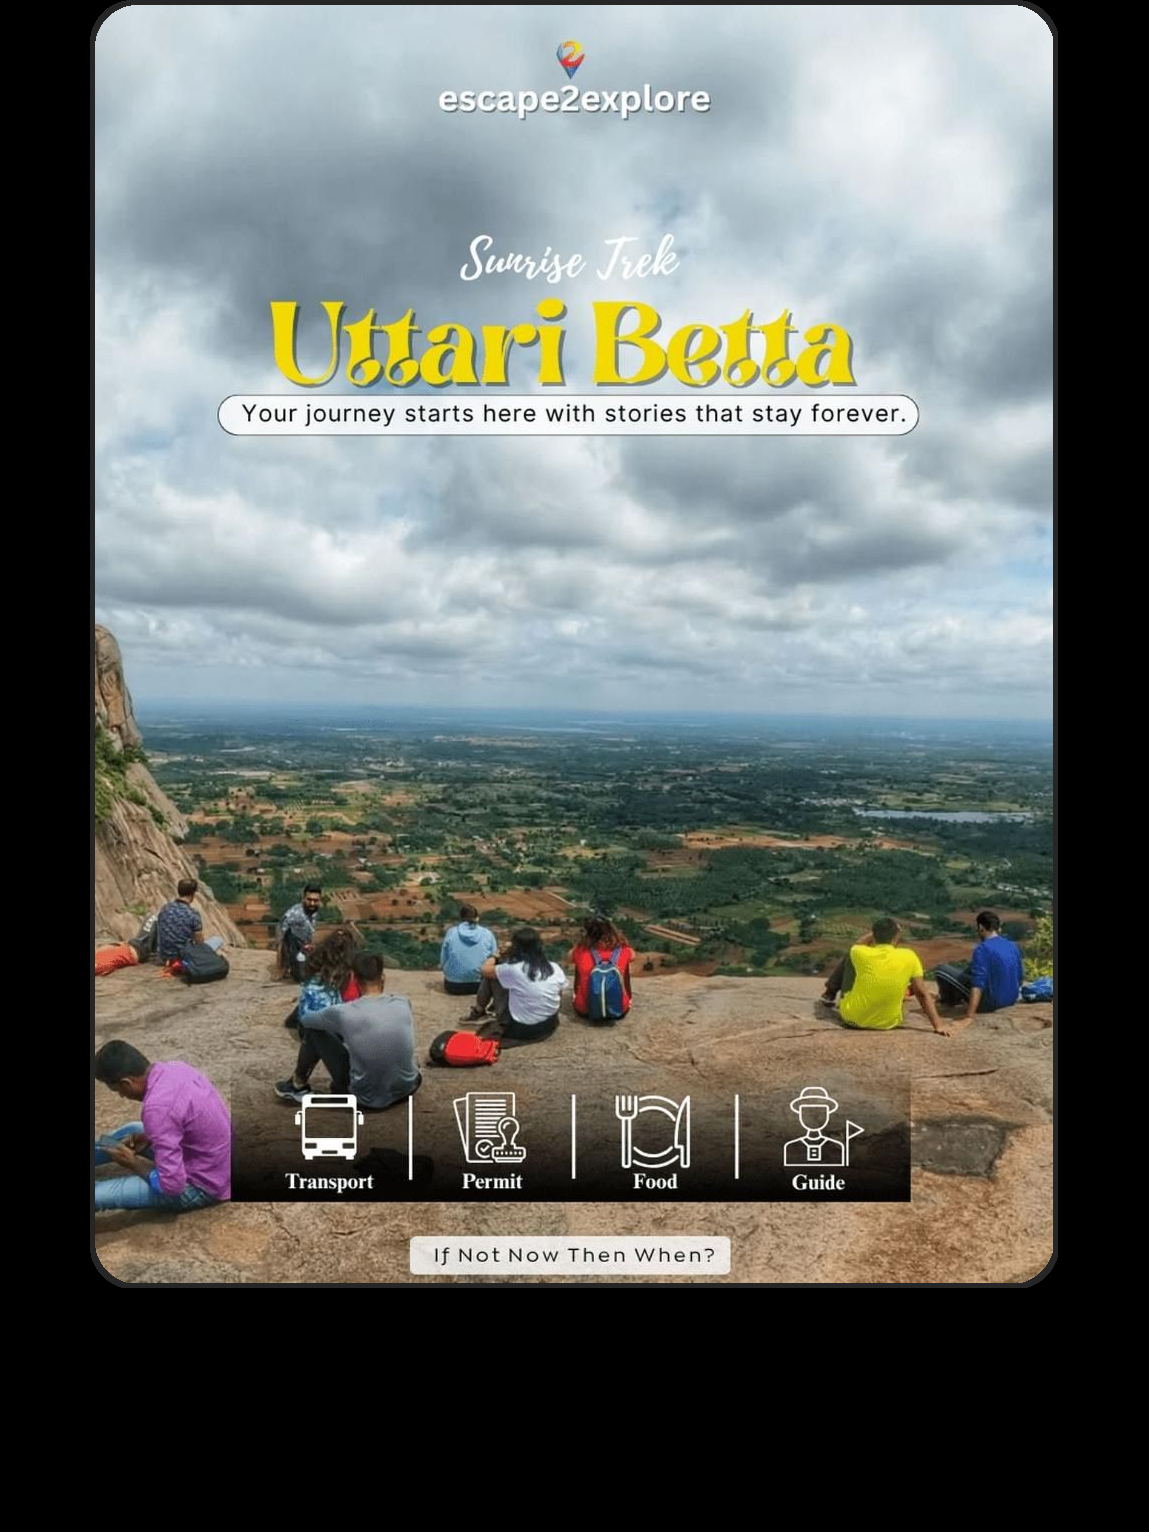 escape2explore
Sunrise Trek
Uttari Betta
Your journey starts here with stories that stay forever.
Transport
Permit
Food
Guide
If Not Now Then When?